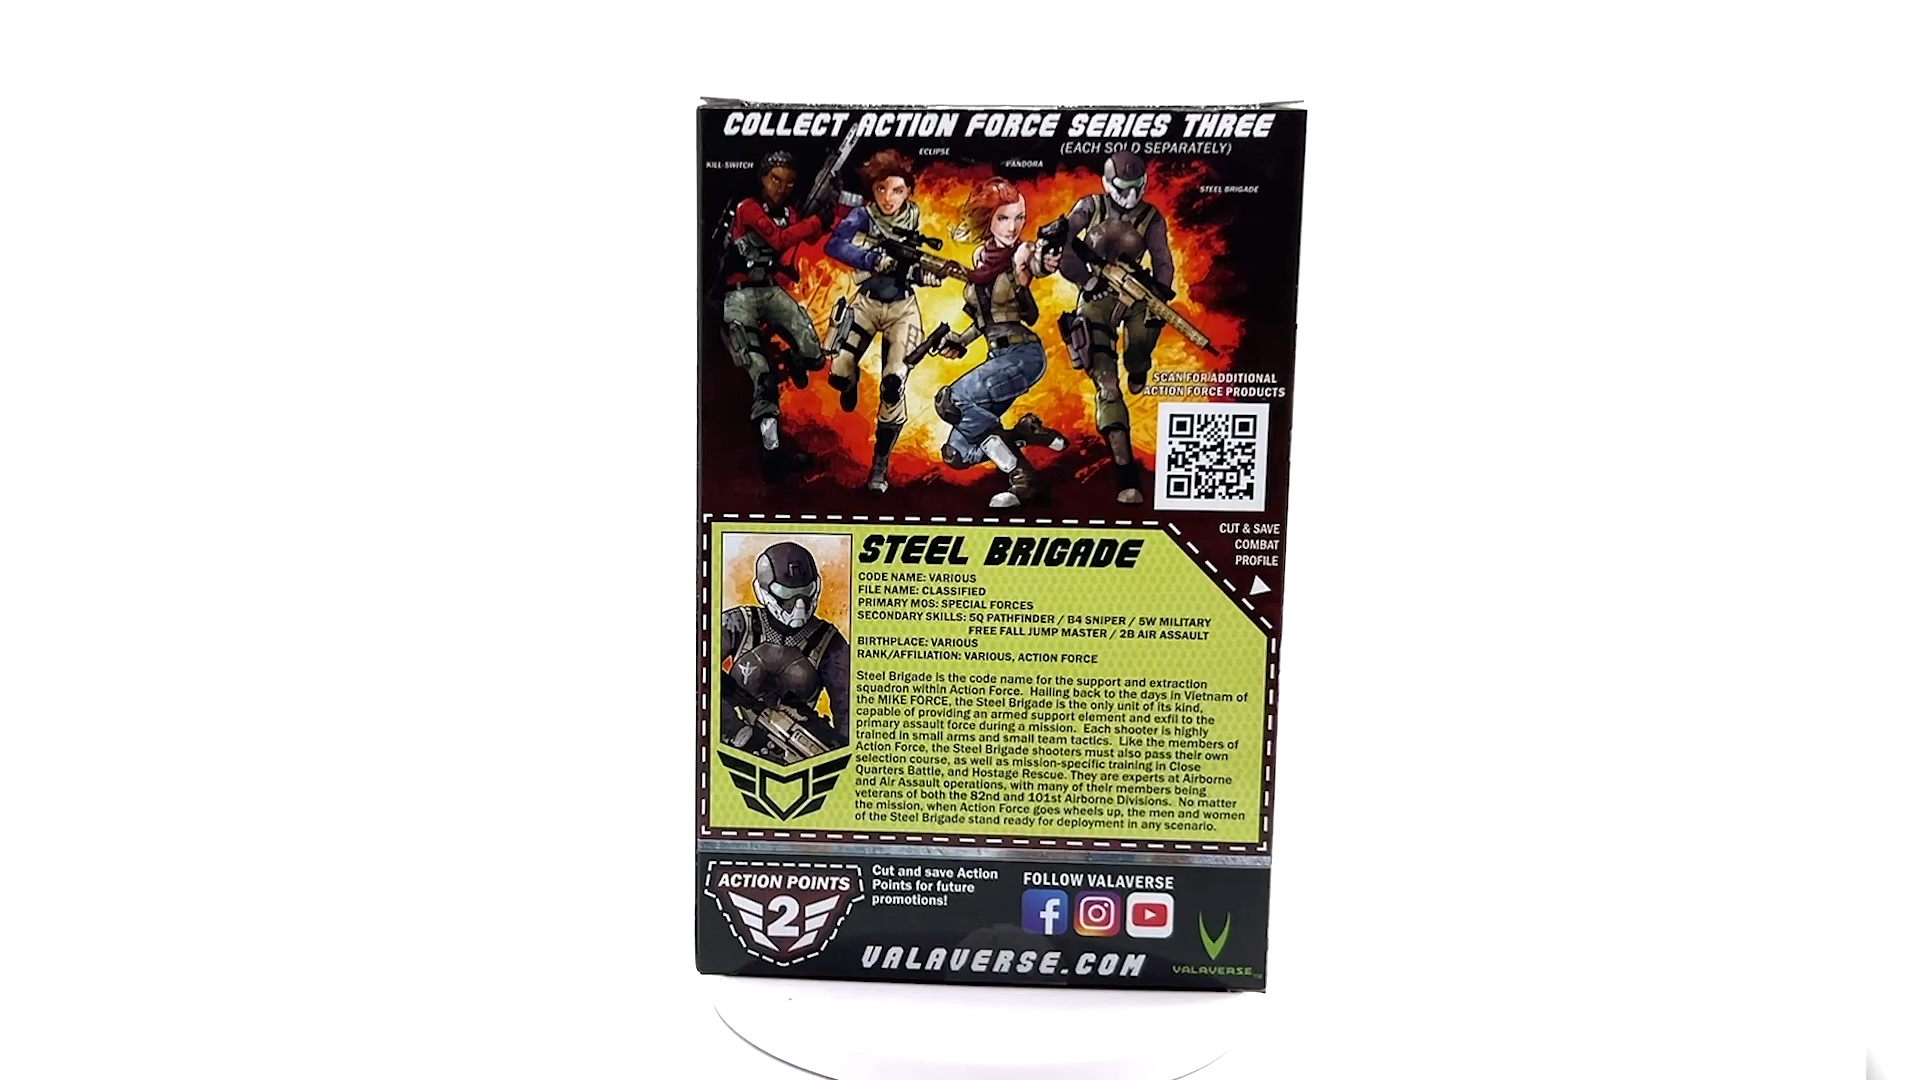 COLLECT ACTION FORCE SERIES THREE
(EACH SOLD SEPARATELY)
KILL-SWITCH
ECLIPSE
PANDORA
STEEL BRIGADE
SCAN FOR ADDITIONAL
ACTION FORCE PRODUCTS
CUT & SAVE
COMBAT
PROFILE
STEEL BRIGADE
CODE NAME: VARIOUS
FILE NAME: CLASSIFIED
PRIMARY MOS: SPECIAL FORCES
SECONDARY SKILLS: 5Q PATHFINDER / B4 SNIPER / 5W MILITARY
FREE FALL JUMP MASTER / 2B AIR ASSAULT
BIRTHPLACE: VARIOUS
RANK/AFFILIATION: VARIOUS, ACTION FORCE
Steel Brigade is the code name for the support and extraction
squadron within Action Force. Hailing back to the days in Vietnam of
the MIKE FORCE, the Steel Brigade is the only unit of its kind,
capable of providing an armed support element and exfil to the
primary assault force during a mission. Each shooter is highly
trained in small arms and small team tactics. Like the members of
Action Force, the Steel Brigade shooters must also pass their own
selection course, as well as mission-specific training in Close
Quarters Battle, and Hostage Rescue. They are experts at Airborne
and Air Assault operations, with many of their members being
veterans of both the 82nd and 101st Airborne Divisions. No matter
the mission, when Action Force goes wheels up, the men and women
of the Steel Brigade stand ready for deployment in any scenario.
ACTION POINTS
2
Cut and save Action
Points for future
promotions!
FOLLOW VALAVERSE
VALAVERSE.COM
VALAVERSE™